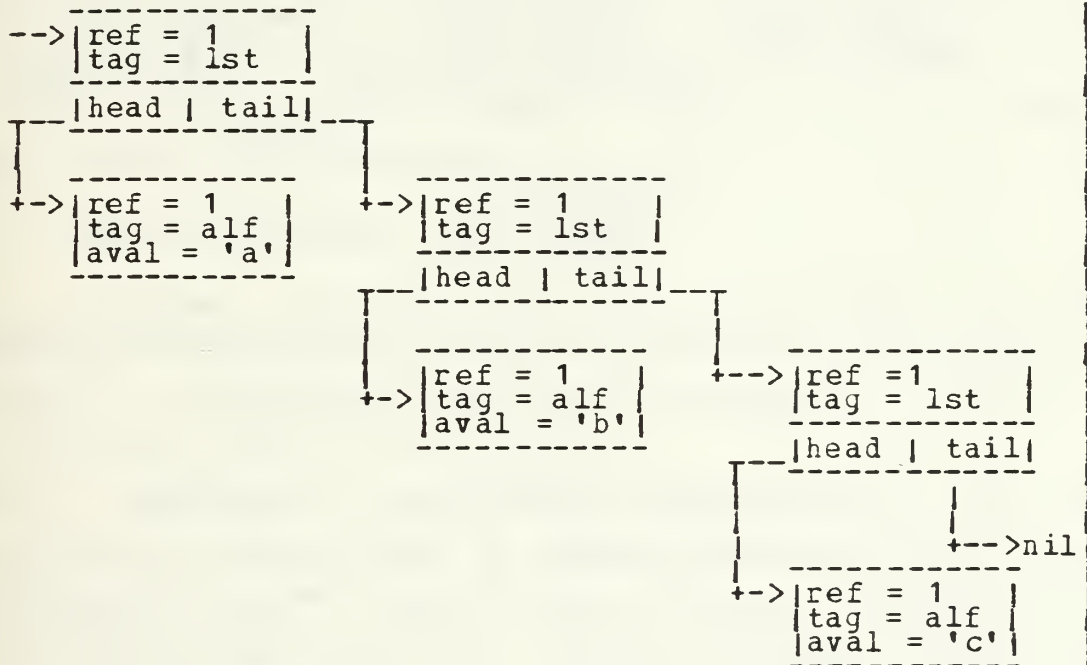 -->|ref = 1
|tag = lst |
|head | tail|
+->|ref = 1 | +->|ref = 1 |
|tag = alf | |tag = lst |
|aval = 'a'|
|head | tail|
|ref = 1 | +-->|ref =1 |
+->|tag = alf | |tag = lst |
|aval = 'b'|
|head | tail|
+-->nil
+->|ref = 1 |
|tag = alf |
|aval = 'c'|